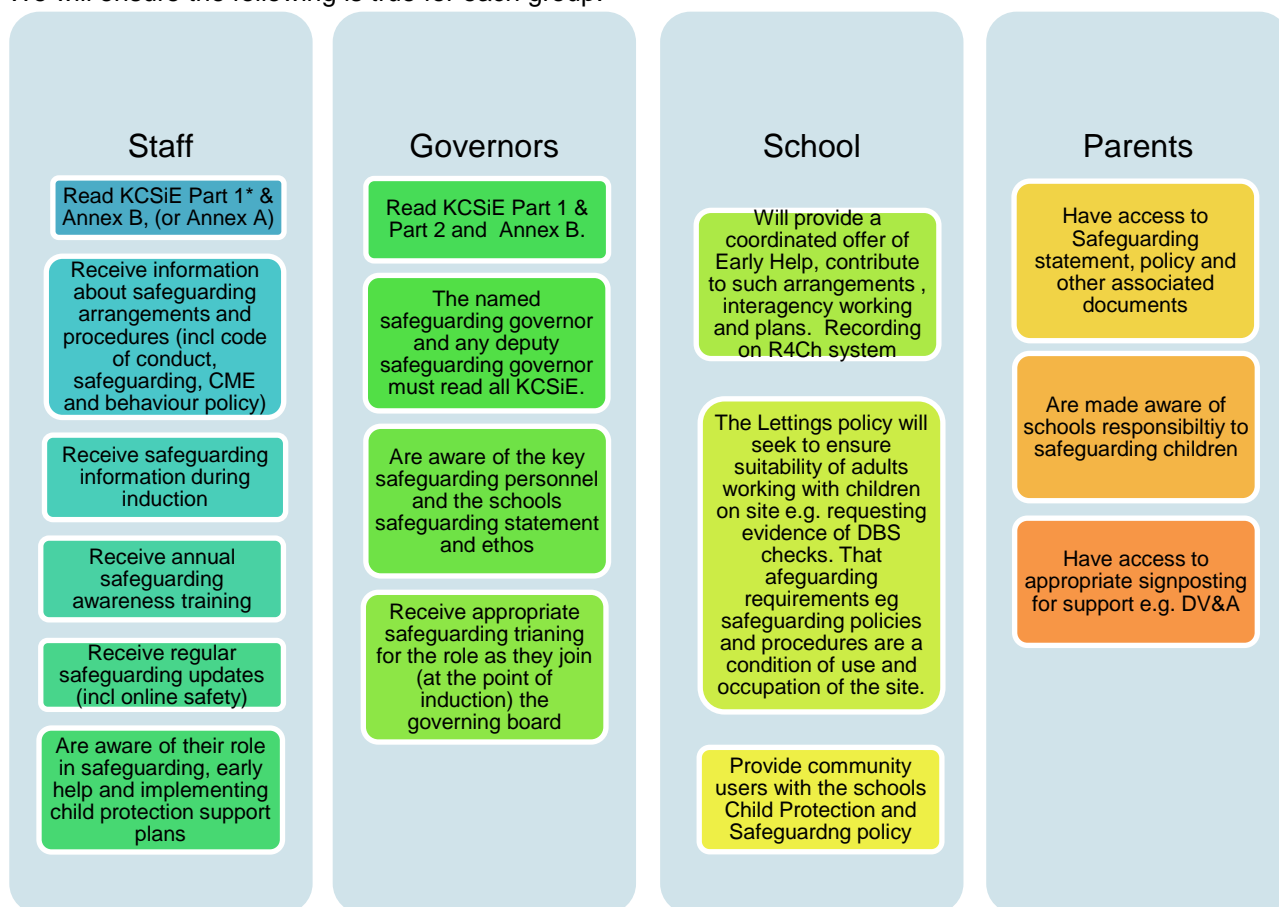 We will ensure the following is true for each group:
Staff
Read KCSiE Part 1* &
Annex B, (or Annex A)
Receive information
about safeguarding
arrangements and
procedures (incl code
of conduct,
safeguarding, CME
and behaviour policy)
Receive safeguarding
information during
induction
Receive annual
safeguarding
awareness training
Receive regular
safeguarding updates
(incl online safety)
Are aware of their role
in safeguarding, early
help and implementing
child protection support
plans
Governors
Read KCSiE Part 1 &
Part 2 and Annex B.
The named
safeguarding governor
and any deputy
safeguarding governor
must read all KCSiE.
Are aware of the key
safeguarding personnel
and the schools
safeguarding statement
and ethos
Receive appropriate
safeguarding trianing
for the role as they join
(at the point of
induction) the
governing board
School
Will provide a
coordinated offer of
Early Help, contribute
to such arrangements ,
interagency working
and plans. Recording
on R4Ch system
The Lettings policy will
seek to ensure
suitability of adults
working with children
on site e.g. requesting
evidence of DBS
checks. That
afeguarding
requirements eg
safeguarding policies
and procedures are a
condition of use and
occupation of the site.
Provide community
users with the schools
Child Protection and
Safeguardng policy
Parents
Have access to
Safeguarding
statement, policy and
other associated
documents
Are made aware of
schools responsibiltiy to
safeguarding children
Have access to
appropriate signposting
for support e.g. DV&A